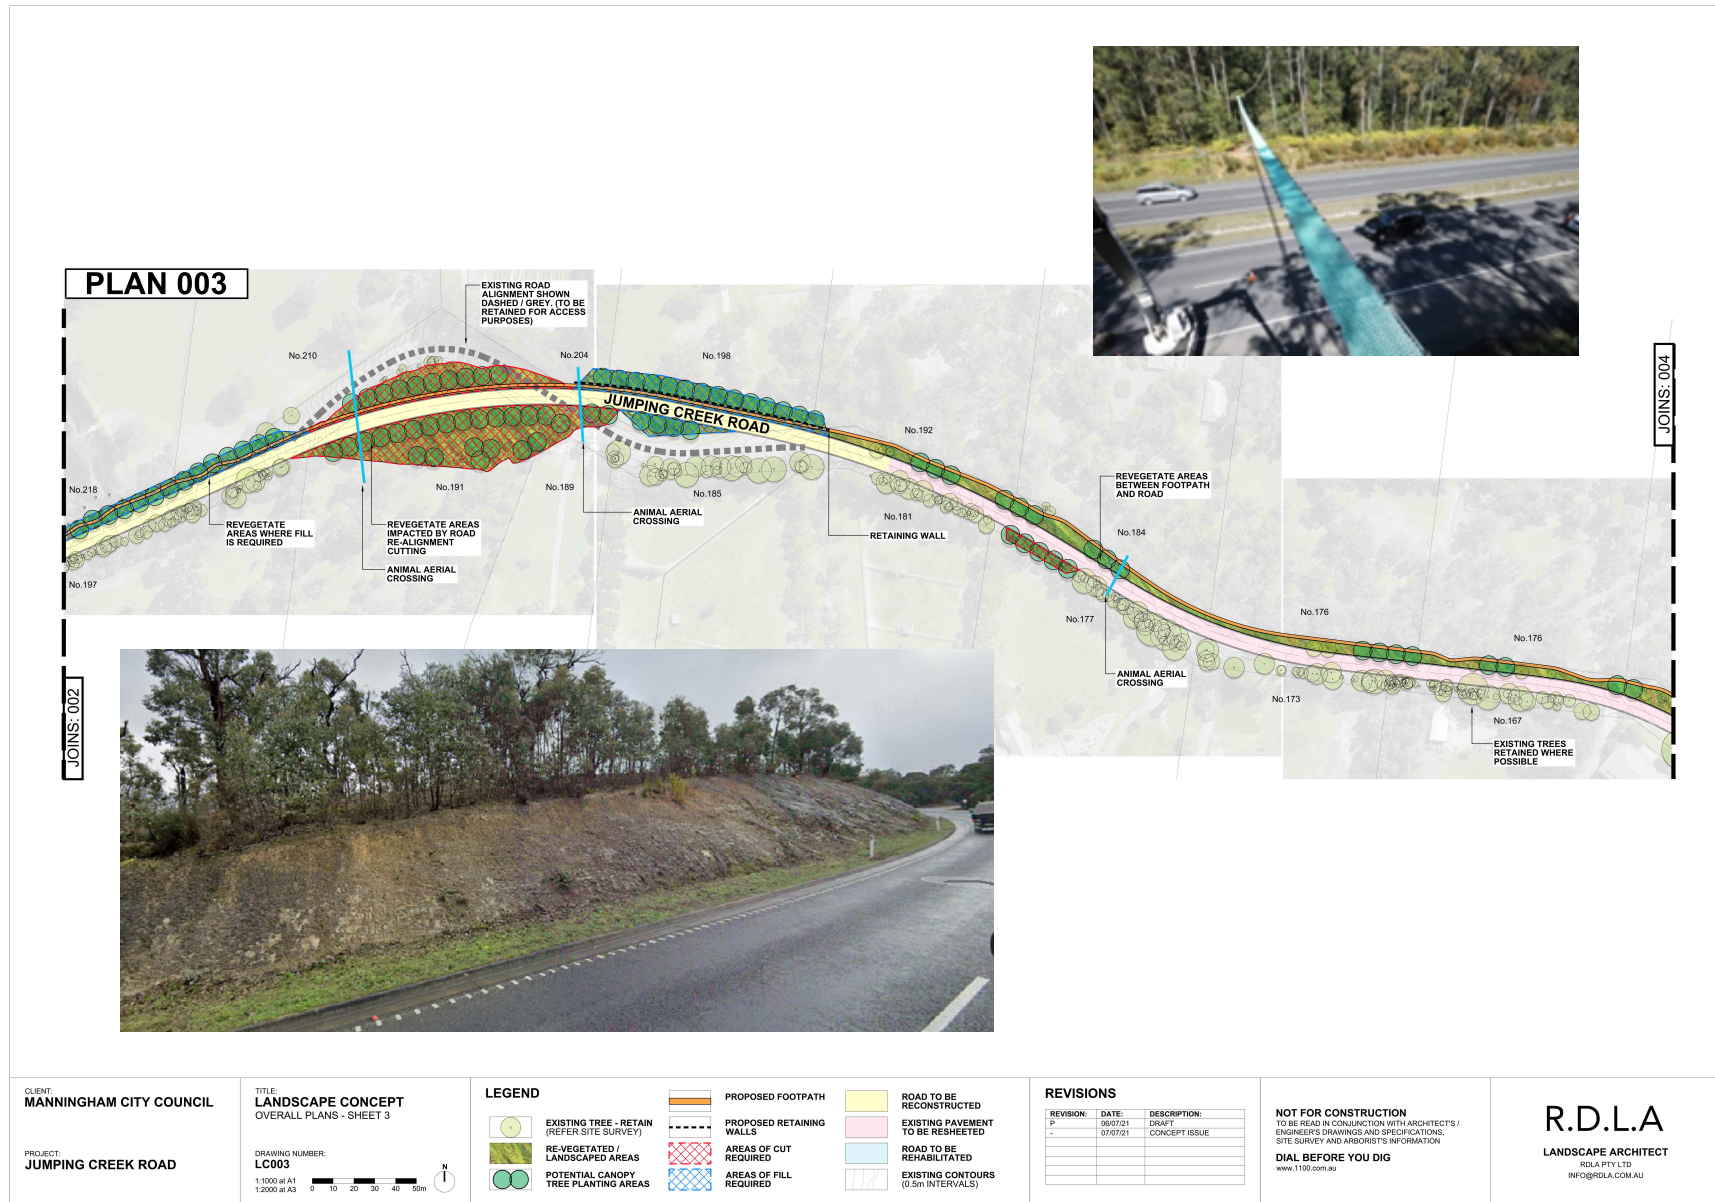 PLAN 003
EXISTING ROAD
ALIGNMENT SHOWN
DASHED / GREY. (TO BE
RETAINED FOR ACCESS
PURPOSES)
No.210
No.204
No.198
JUMPING CREEK ROAD
No.192
JOINS: 004
No.218
No.191
No.189
No.185
No.181
No.184
REVEGETATE AREAS
BETWEEN FOOTPATH
AND ROAD
REVEGETATE
AREAS WHERE FILL
IS REQUIRED
REVEGETATE AREAS
IMPACTED BY ROAD
RE-ALIGNMENT
CUTTING
ANIMAL AERIAL
CROSSING
ANIMAL AERIAL
CROSSING
RETAINING WALL
No.197
No.177
No.176
No.176
ANIMAL AERIAL
CROSSING
No.173
No.167
EXISTING TREES
RETAINED WHERE
POSSIBLE
JOINS: 002
CLIENT:
MANNINGHAM CITY COUNCIL
PROJECT:
JUMPING CREEK ROAD
TITLE:
LANDSCAPE CONCEPT
OVERALL PLANS - SHEET 3
DRAWING NUMBER:
LC003
1:1000 at A1
1:2000 at A3
0 10 20 30 40 50m
N
LEGEND
EXISTING TREE - RETAIN
(REFER SITE SURVEY)
RE-VEGETATED /
LANDSCAPED AREAS
POTENTIAL CANOPY
TREE PLANTING AREAS
PROPOSED FOOTPATH
PROPOSED RETAINING
WALLS
AREAS OF CUT
REQUIRED
AREAS OF FILL
REQUIRED
ROAD TO BE
RECONSTRUCTED
EXISTING PAVEMENT
TO BE RESHEETED
ROAD TO BE
REHABILITATED
EXISTING CONTOURS
(0.5m INTERVALS)
REVISIONS
REVISION: DATE: DESCRIPTION:
P 06/07/21 DRAFT
- 07/07/21 CONCEPT ISSUE
NOT FOR CONSTRUCTION
TO BE READ IN CONJUNCTION WITH ARCHITECT'S /
ENGINEER'S DRAWINGS AND SPECIFICATIONS,
SITE SURVEY AND ARBORIST'S INFORMATION
DIAL BEFORE YOU DIG
www.1100.com.au
R.D.L.A
LANDSCAPE ARCHITECT
RDLA PTY LTD
INFO@RDLA.COM.AU